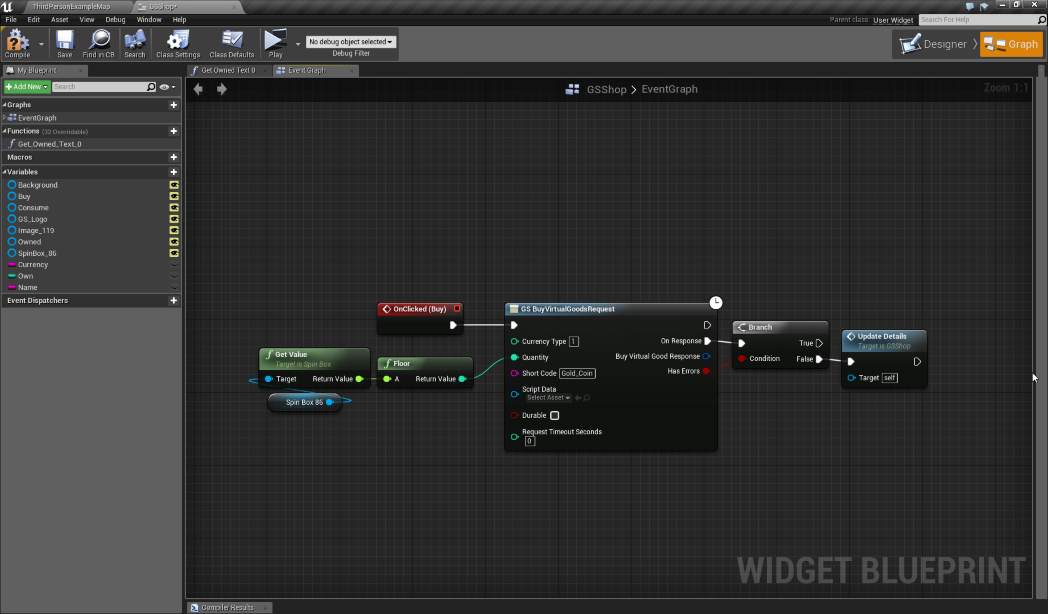 ThirdPersonExampleMap
GSShop*
File Edit Asset View Debug Window Help
Parent class: User Widget
Search For Help
Compile
Save
Find in CB
Search
Class Settings
Class Defaults
Play
No debug object selected
Debug Filter
Designer
Graph
My Blueprint
Get Owned Text 0
Event Graph
Add New
Search
GSShop > EventGraph
Zoom 1:1
Graphs
EventGraph
Functions (32 Overridable)
Get_Owned_Text_0
Macros
Variables
Background
Buy
Consume
GS_Logo
Image_119
Owned
SpinBox_86
Currency
Own
Name
Event Dispatchers
OnClicked (Buy)
GS BuyVirtualGoodsRequest
Currency Type 1
Quantity
Short Code Gold_Coin
Script Data
Select Asset
Durable
Request Timeout Seconds
0
On Response
Buy Virtual Good Response
Has Errors
Get Value
Target is Spin Box
Target Return Value
Floor
A Return Value
Spin Box 86
Branch
True
Condition False
Update Details
Target is GSShop
Target self
WIDGET BLUEPRINT
Compiler Results